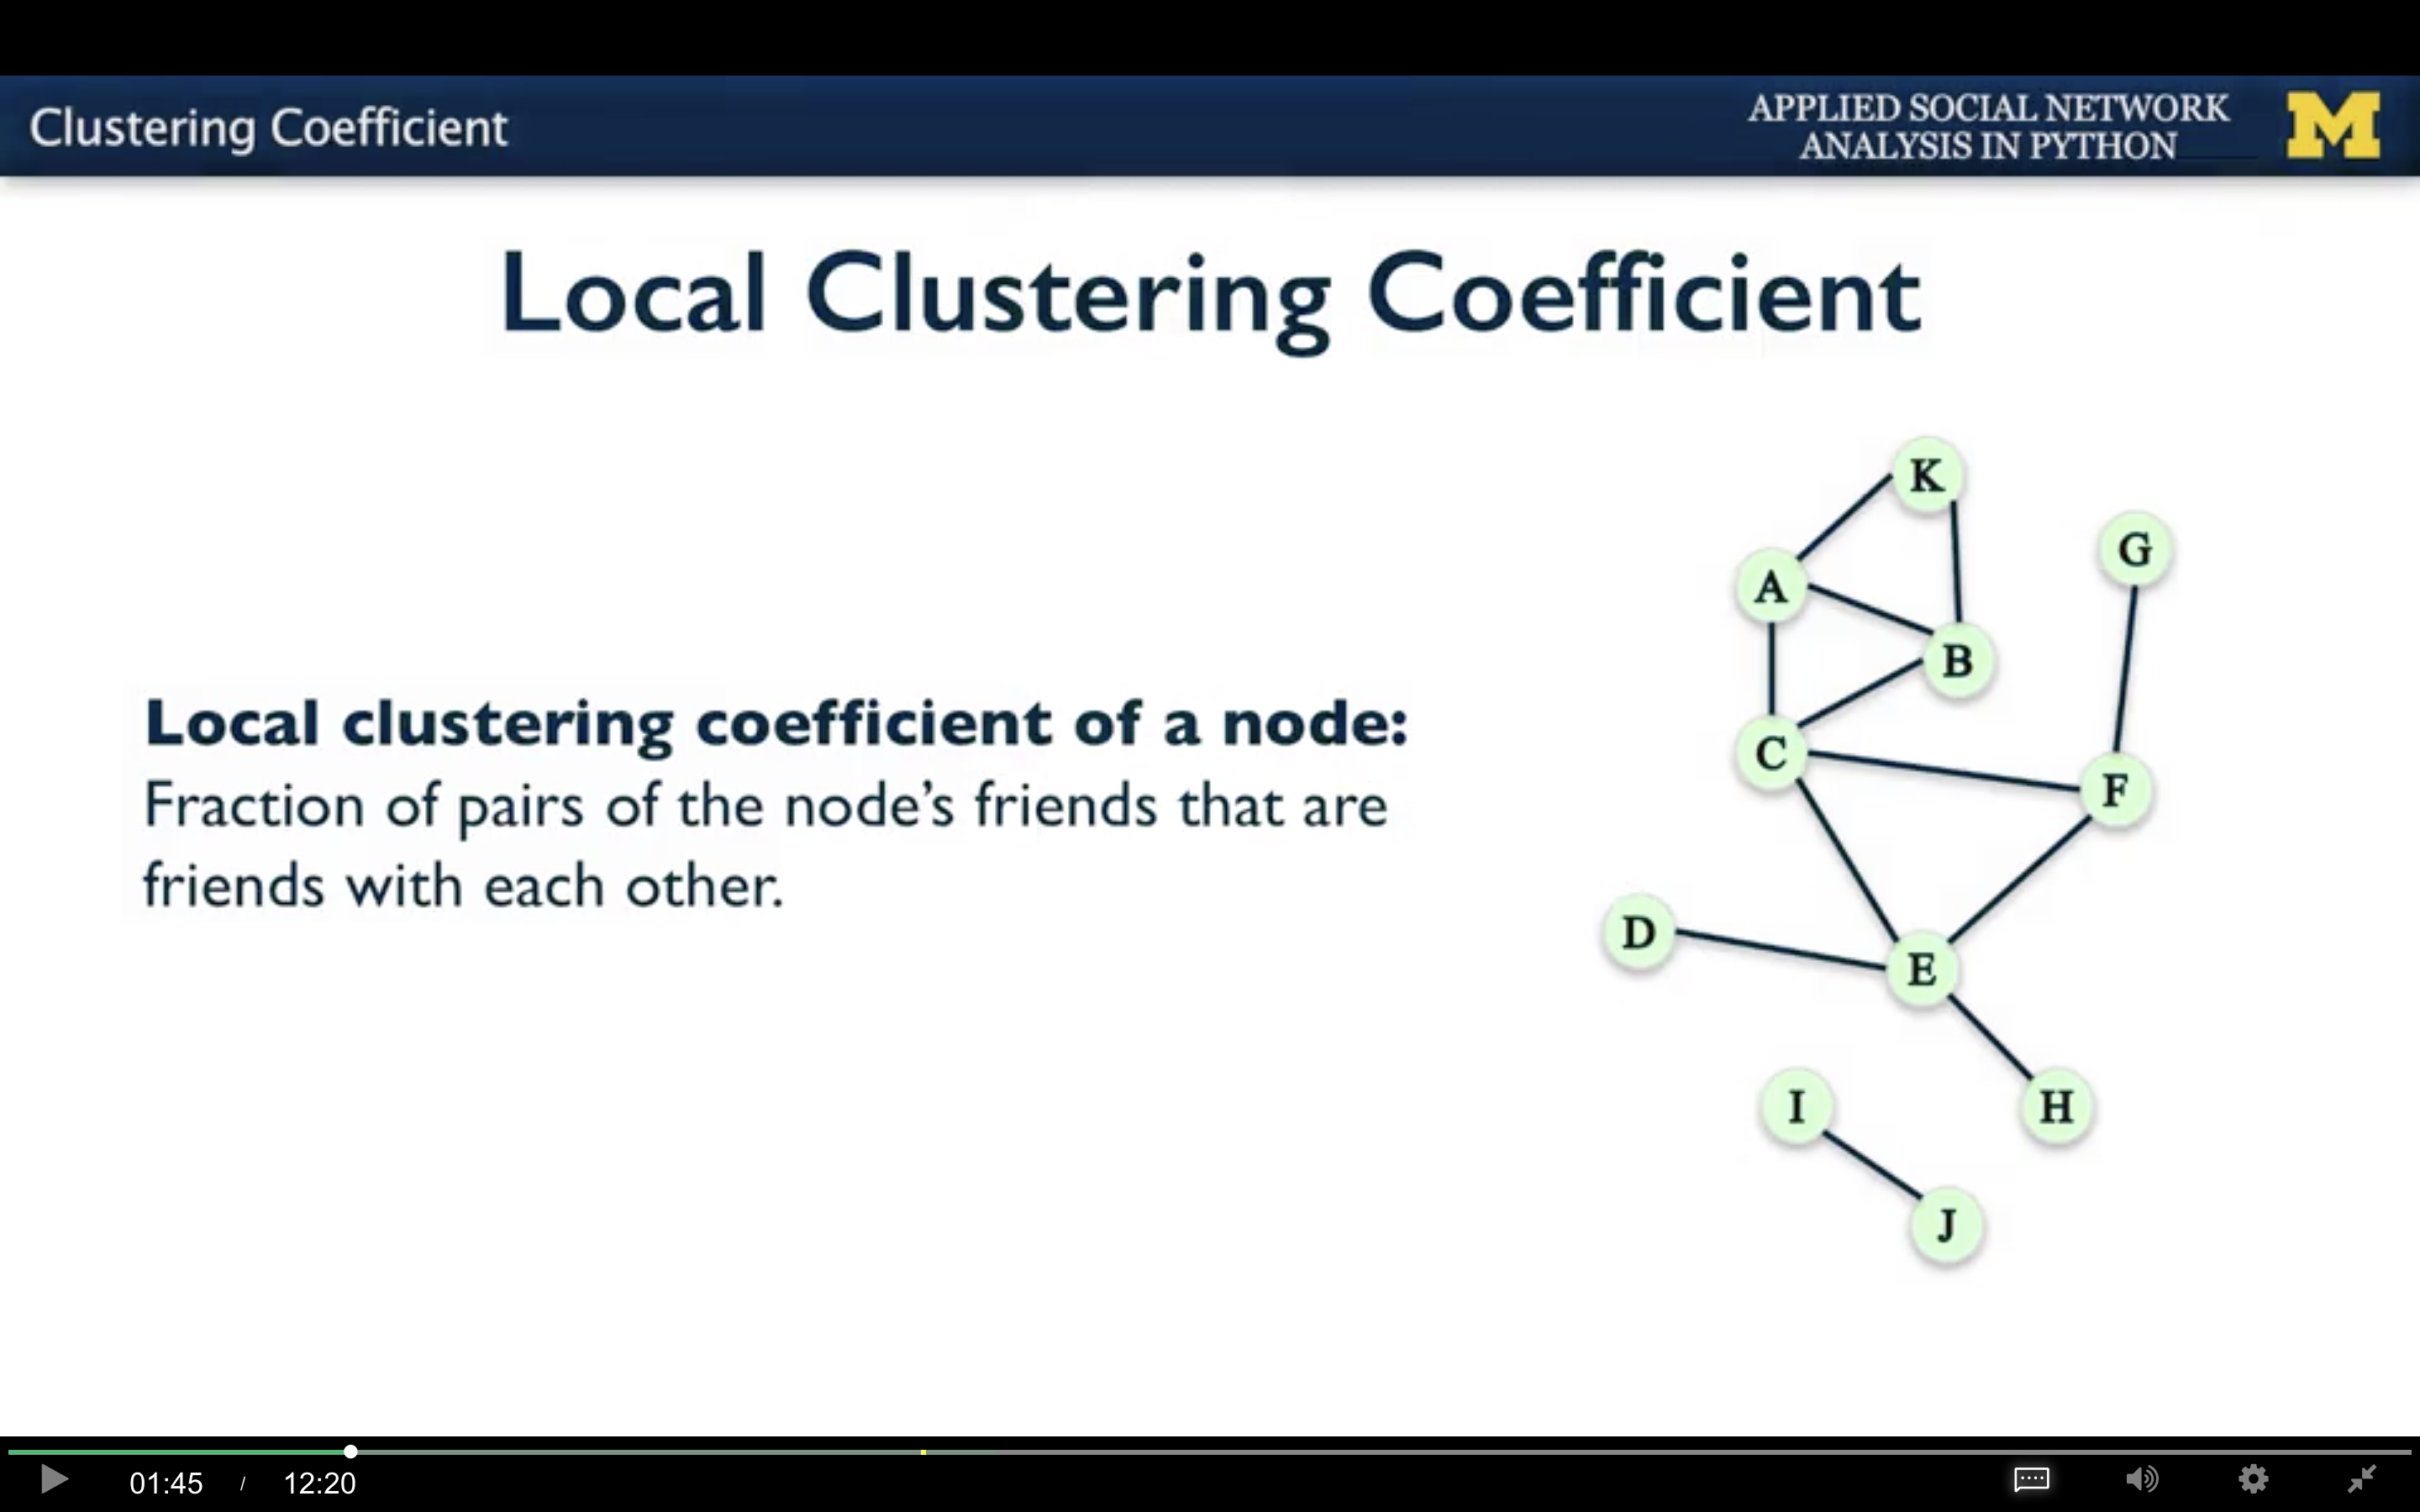 Clustering Coefficient
APPLIED SOCIAL NETWORK
ANALYSIS IN PYTHON
M
Local Clustering Coefficient
Local clustering coefficient of a node:
Fraction of pairs of the node's friends that are
friends with each other.
K
G
A
B
C
F
D
E
I
H
J
01:45 / 12:20